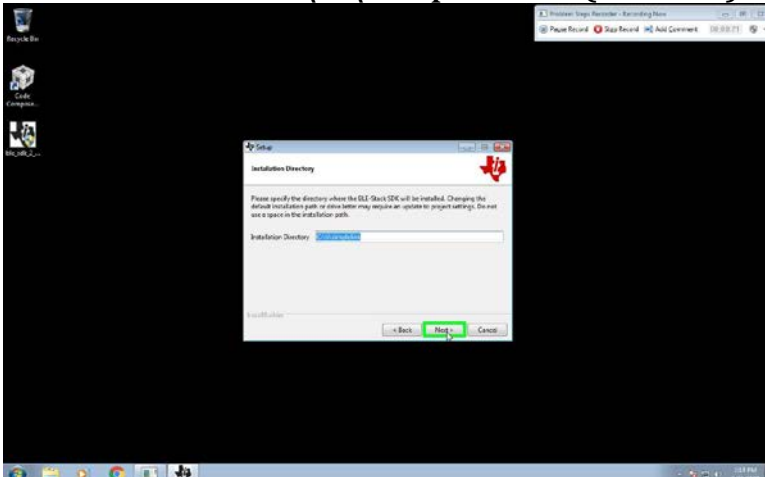 Problem Steps Recorder - Recording Now
Pause Record Stop Record Add Comment
Recycle Bin
Code
Compose...
ble_sdk_2_...
Setup
Installation Directory
Please specify the directory where the BLE-Stack SDK will be installed. Changing the
default installation path or drive letter may require an update to project settings. Do not
use a space in the installation path.
Installation Directory
InstallBuilder
< Back Next > Cancel